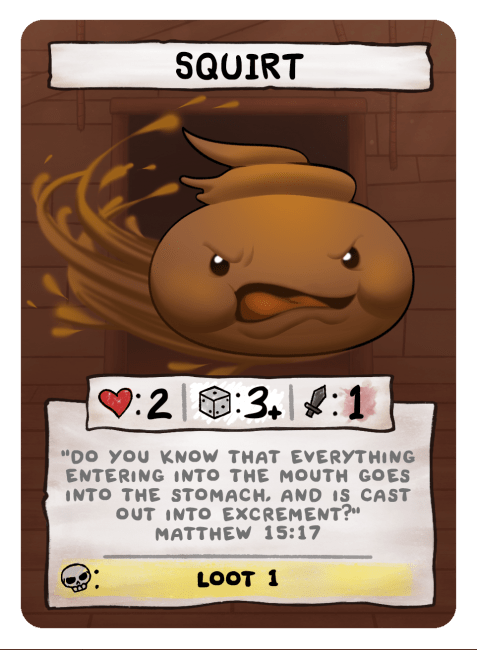 SQUIRT
:2 :3+ :1
"DO YOU KNOW THAT EVERYTHING
ENTERING INTO THE MOUTH GOES
INTO THE STOMACH, AND IS CAST
OUT INTO EXCREMENT?"
MATTHEW 15:17
: LOOT 1